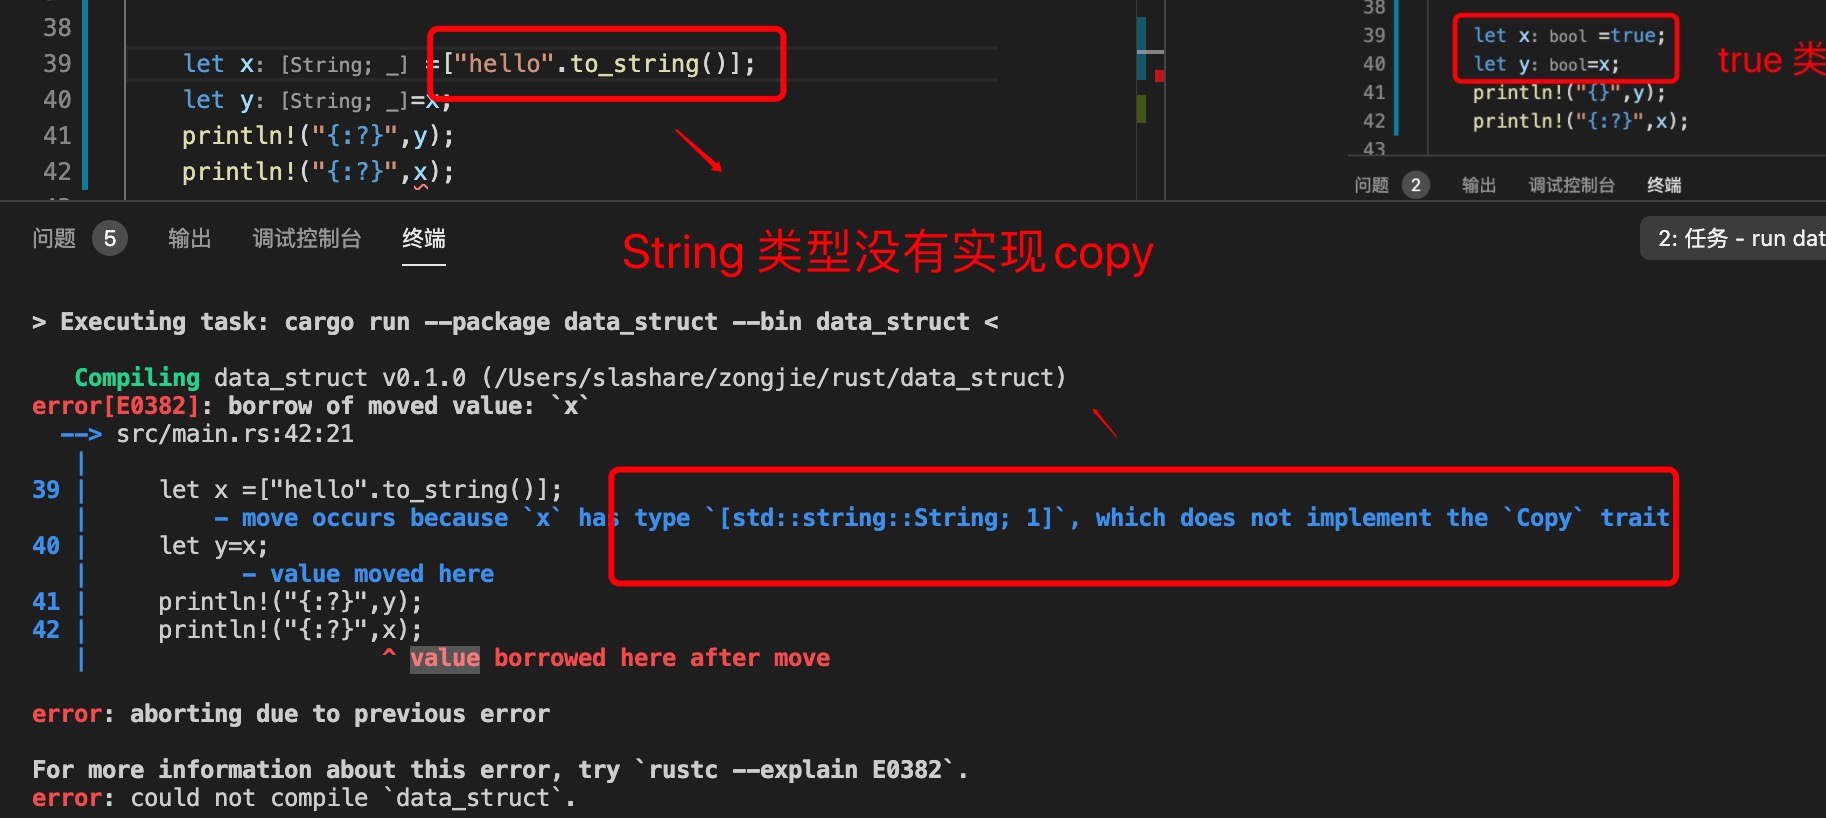 38
39 let x: [String; _] =["hello".to_string()];
40 let y: [String; _]=x;
41 println!("{:?}",y);
42 println!("{:?}",x);
38
39 let x: bool =true;
40 let y: bool=x;
41 println!("{}",y);
42 println!("{:?}",x);
43
true 类
问题 2 输出 调试控制台 终端
问题 5 输出 调试控制台 终端
String 类型没有实现copy
2: 任务 - run dat
> Executing task: cargo run --package data_struct --bin data_struct <
Compiling data_struct v0.1.0 (/Users/slashare/zongjie/rust/data_struct)
error[E0382]: borrow of moved value: `x`
--> src/main.rs:42:21
|
39 | let x =["hello".to_string()];
| - move occurs because `x` has type `[std::string::String; 1]`, which does not implement the `Copy` trait
40 | let y=x;
| - value moved here
41 | println!("{:?}",y);
42 | println!("{:?}",x);
| ^ value borrowed here after move
error: aborting due to previous error
For more information about this error, try `rustc --explain E0382`.
error: could not compile `data_struct`.